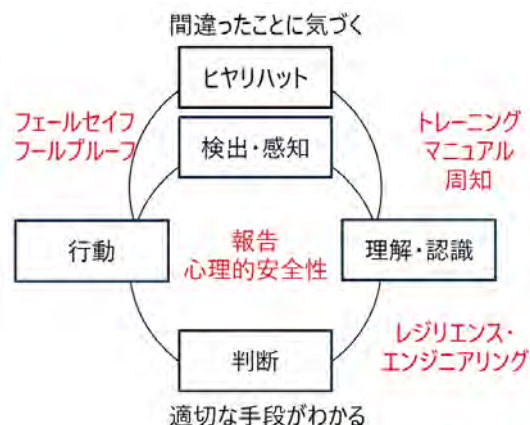 間違ったことに気づく
ヒヤリハット
フェールセイフ
フールプルーフ
検出・感知
トレーニング
マニュアル
周知
行動
報告
心理的安全性
理解・認識
レジリエンス・
エンジニアリング
判断
適切な手段がわかる